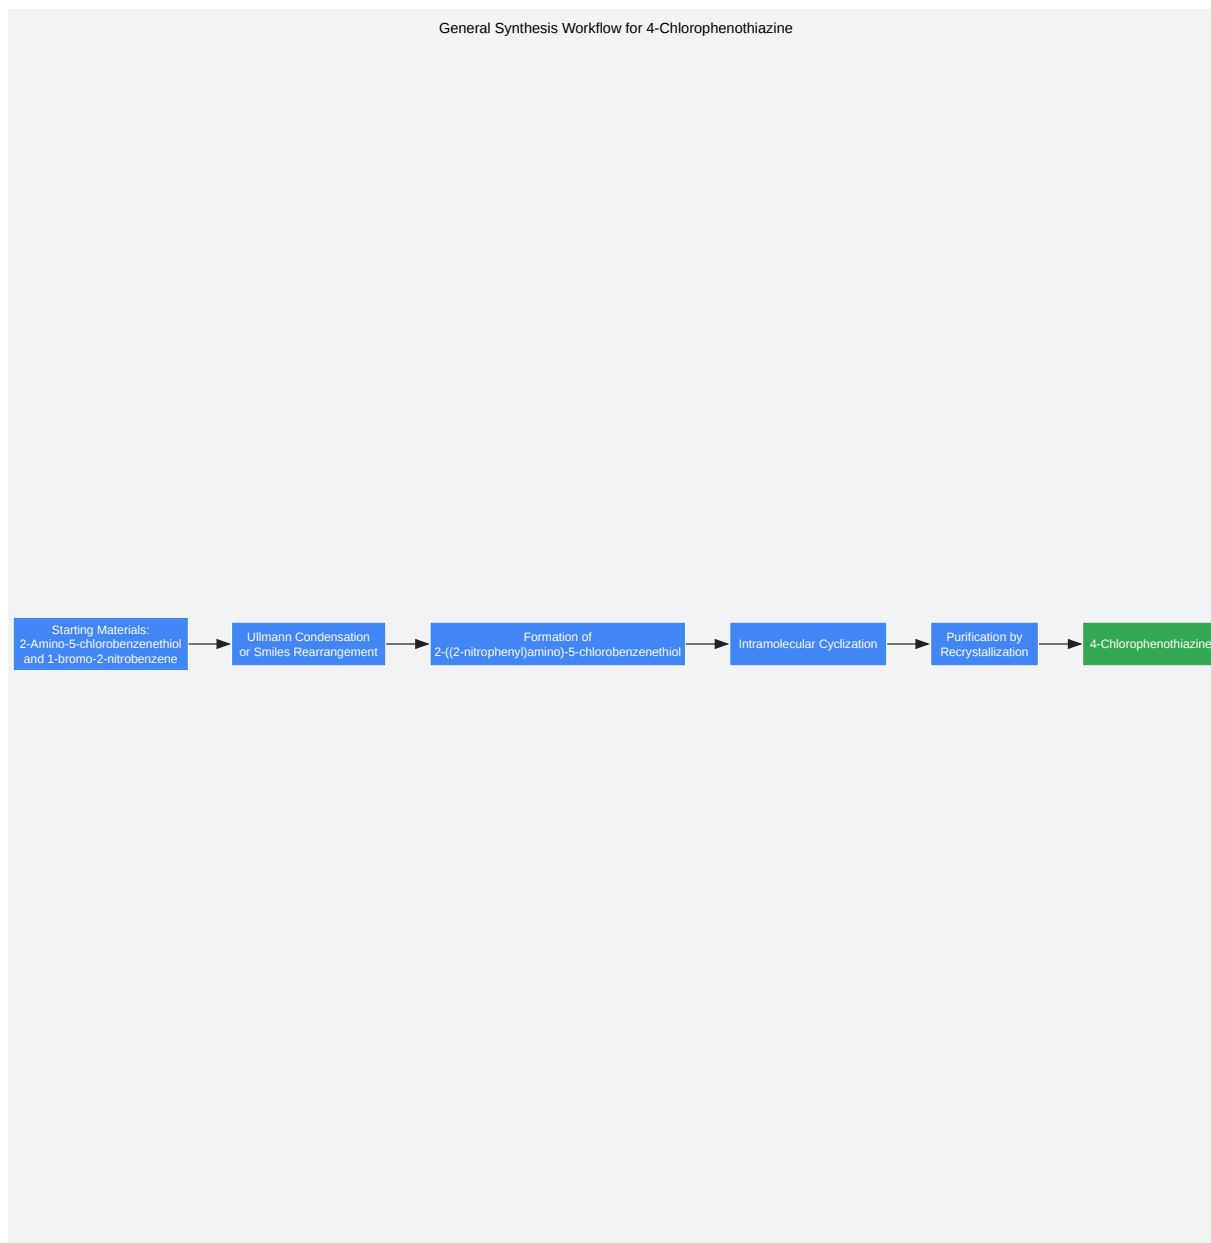 General Synthesis Workflow for 4-Chlorophenothiazine
Starting Materials:
2-Amino-5-chlorobenzenethiol
and 1-bromo-2-nitrobenzene
Ullmann Condensation
or Smiles Rearrangement
Formation of
2-((2-nitrophenyl)amino)-5-chlorobenzenethiol
Intramolecular Cyclization
Purification by
Recrystallization
4-Chlorophenothiazine